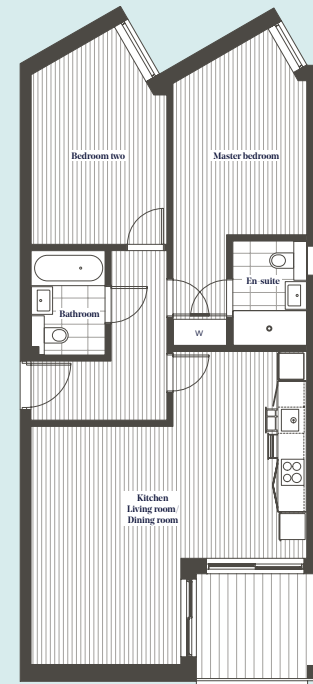 Bedroom two
Master bedroom
En-suite
Bathroom
W
Kitchen
Living room/
Dining room